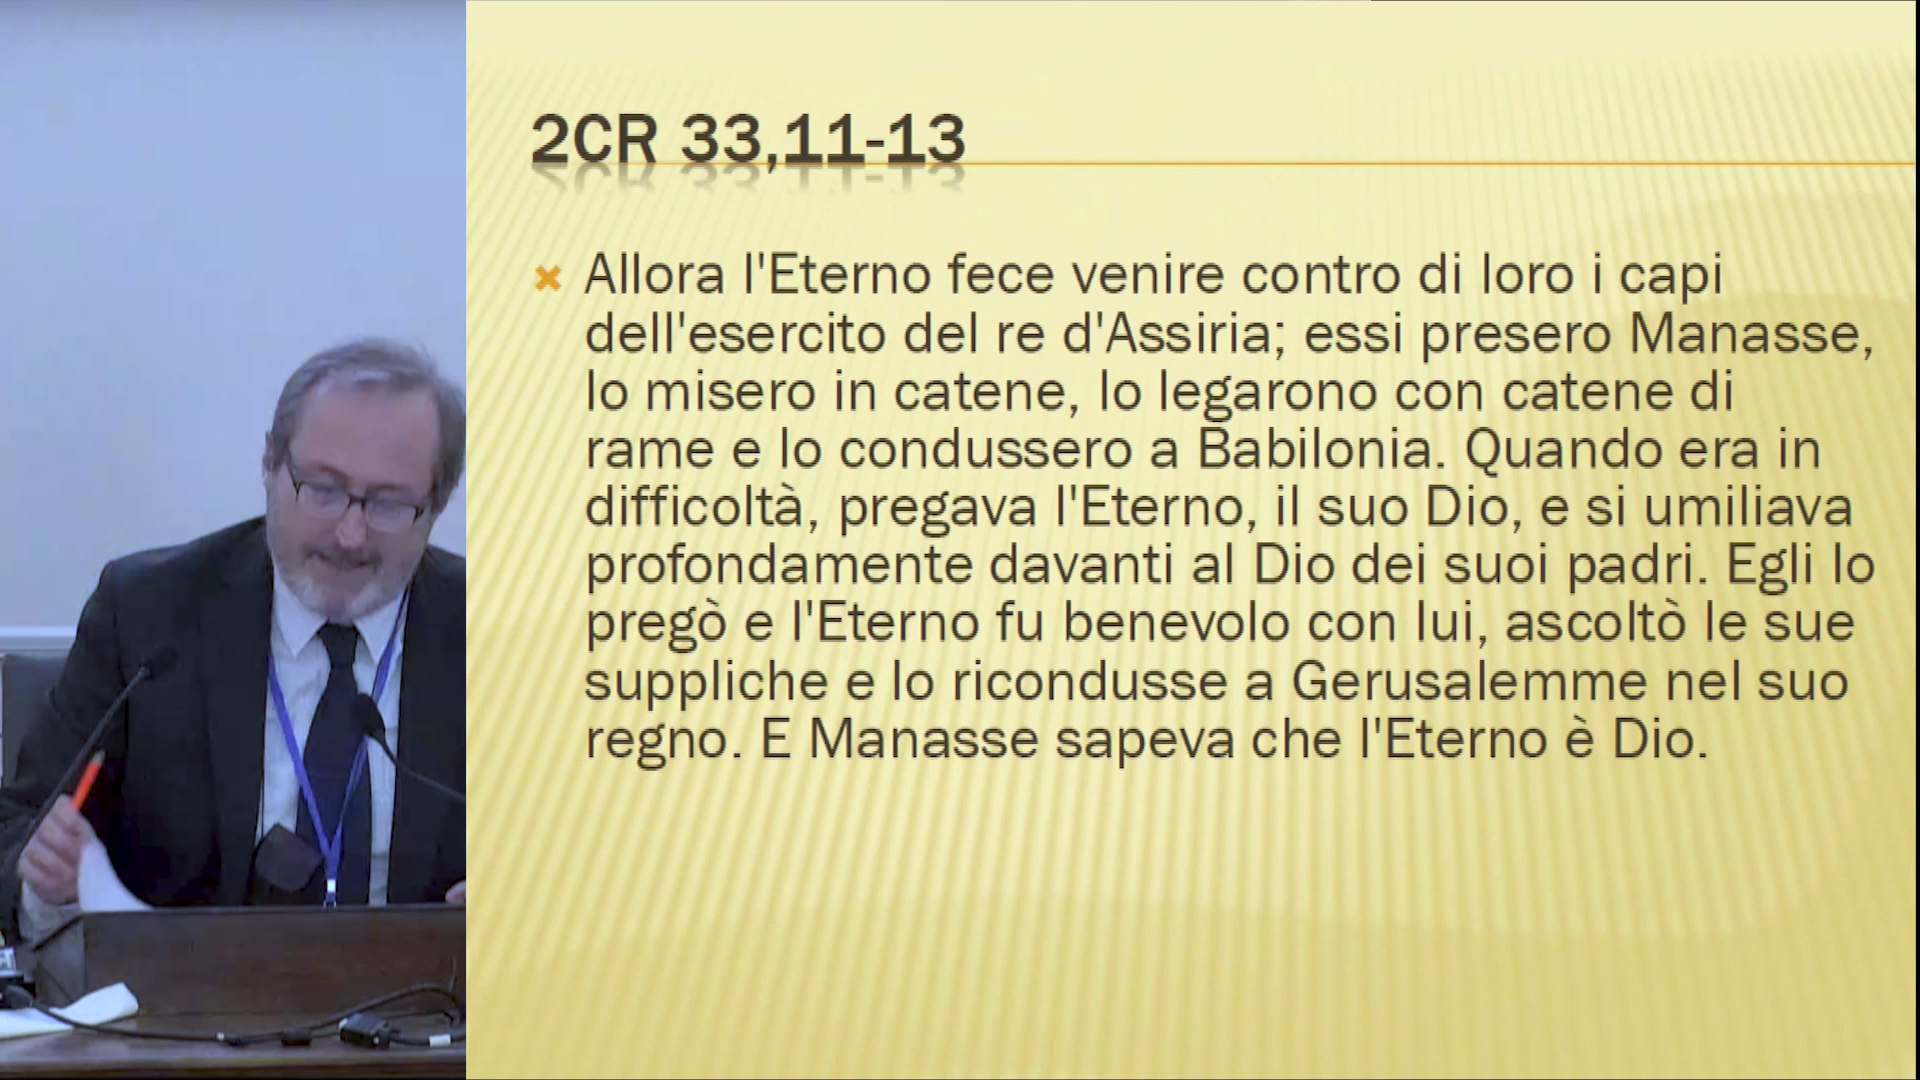 2CR 33,11-13
Allora l'Eterno fece venire contro di loro i capi
dell'esercito del re d'Assiria; essi presero Manasse,
lo misero in catene, lo legarono con catene di
rame e lo condussero a Babilonia. Quando era in
difficoltà, pregava l'Eterno, il suo Dio, e si umiliava
profondamente davanti al Dio dei suoi padri. Egli lo
pregò e l'Eterno fu benevolo con lui, ascoltò le sue
suppliche e lo ricondusse a Gerusalemme nel suo
regno. E Manasse sapeva che l'Eterno è Dio.